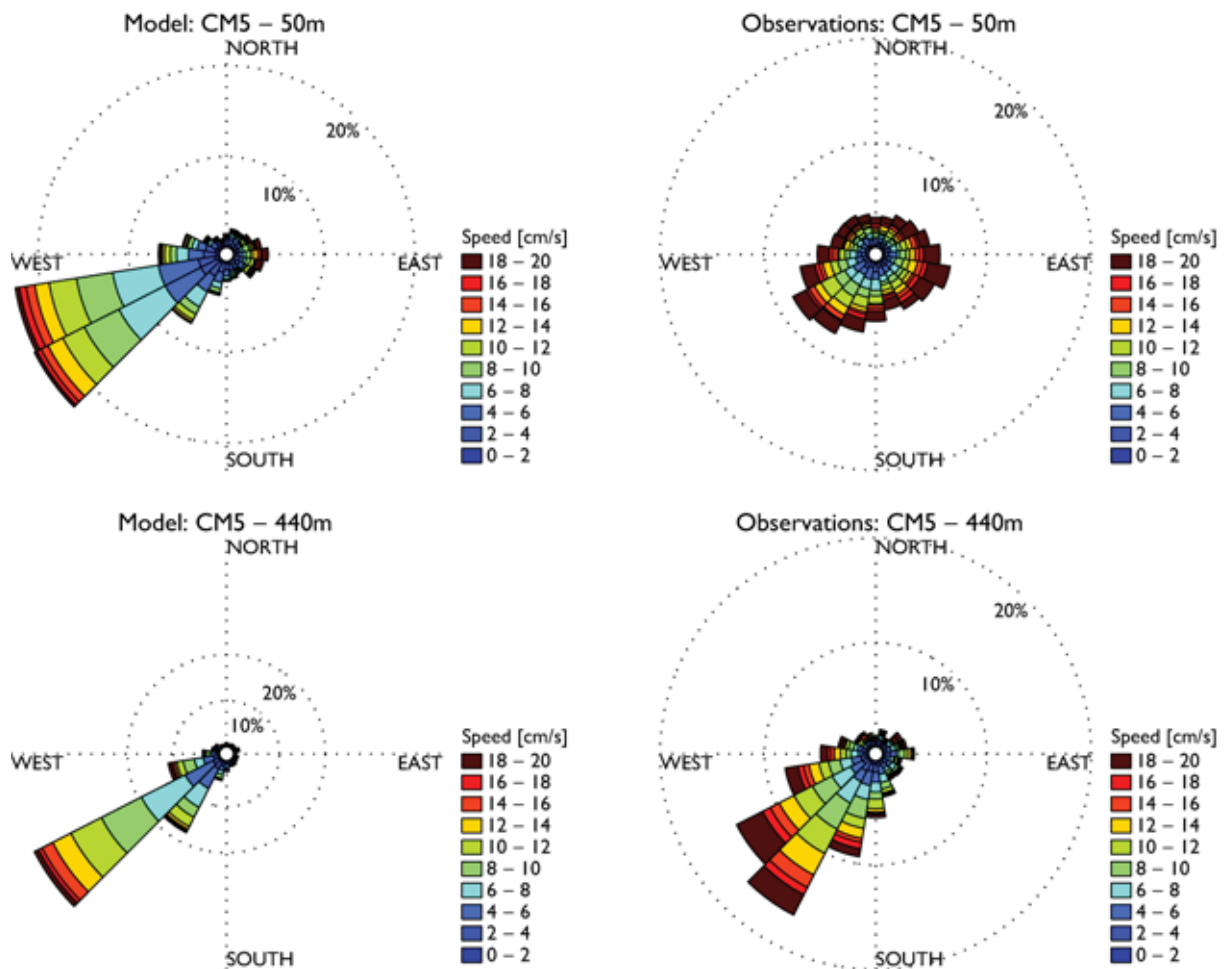 Model: CM5 – 50m
NORTH
20%
10%
WEST
EAST
SOUTH
Speed [cm/s]
18 – 20
16 – 18
14 – 16
12 – 14
10 – 12
8 – 10
6 – 8
4 – 6
2 – 4
0 – 2
Observations: CM5 – 50m
NORTH
20%
10%
WEST
EAST
SOUTH
Speed [cm/s]
18 – 20
16 – 18
14 – 16
12 – 14
10 – 12
8 – 10
6 – 8
4 – 6
2 – 4
0 – 2
Model: CM5 – 440m
NORTH
20%
10%
WEST
EAST
SOUTH
Speed [cm/s]
18 – 20
16 – 18
14 – 16
12 – 14
10 – 12
8 – 10
6 – 8
4 – 6
2 – 4
0 – 2
Observations: CM5 – 440m
NORTH
20%
10%
WEST
EAST
SOUTH
Speed [cm/s]
18 – 20
16 – 18
14 – 16
12 – 14
10 – 12
8 – 10
6 – 8
4 – 6
2 – 4
0 – 2